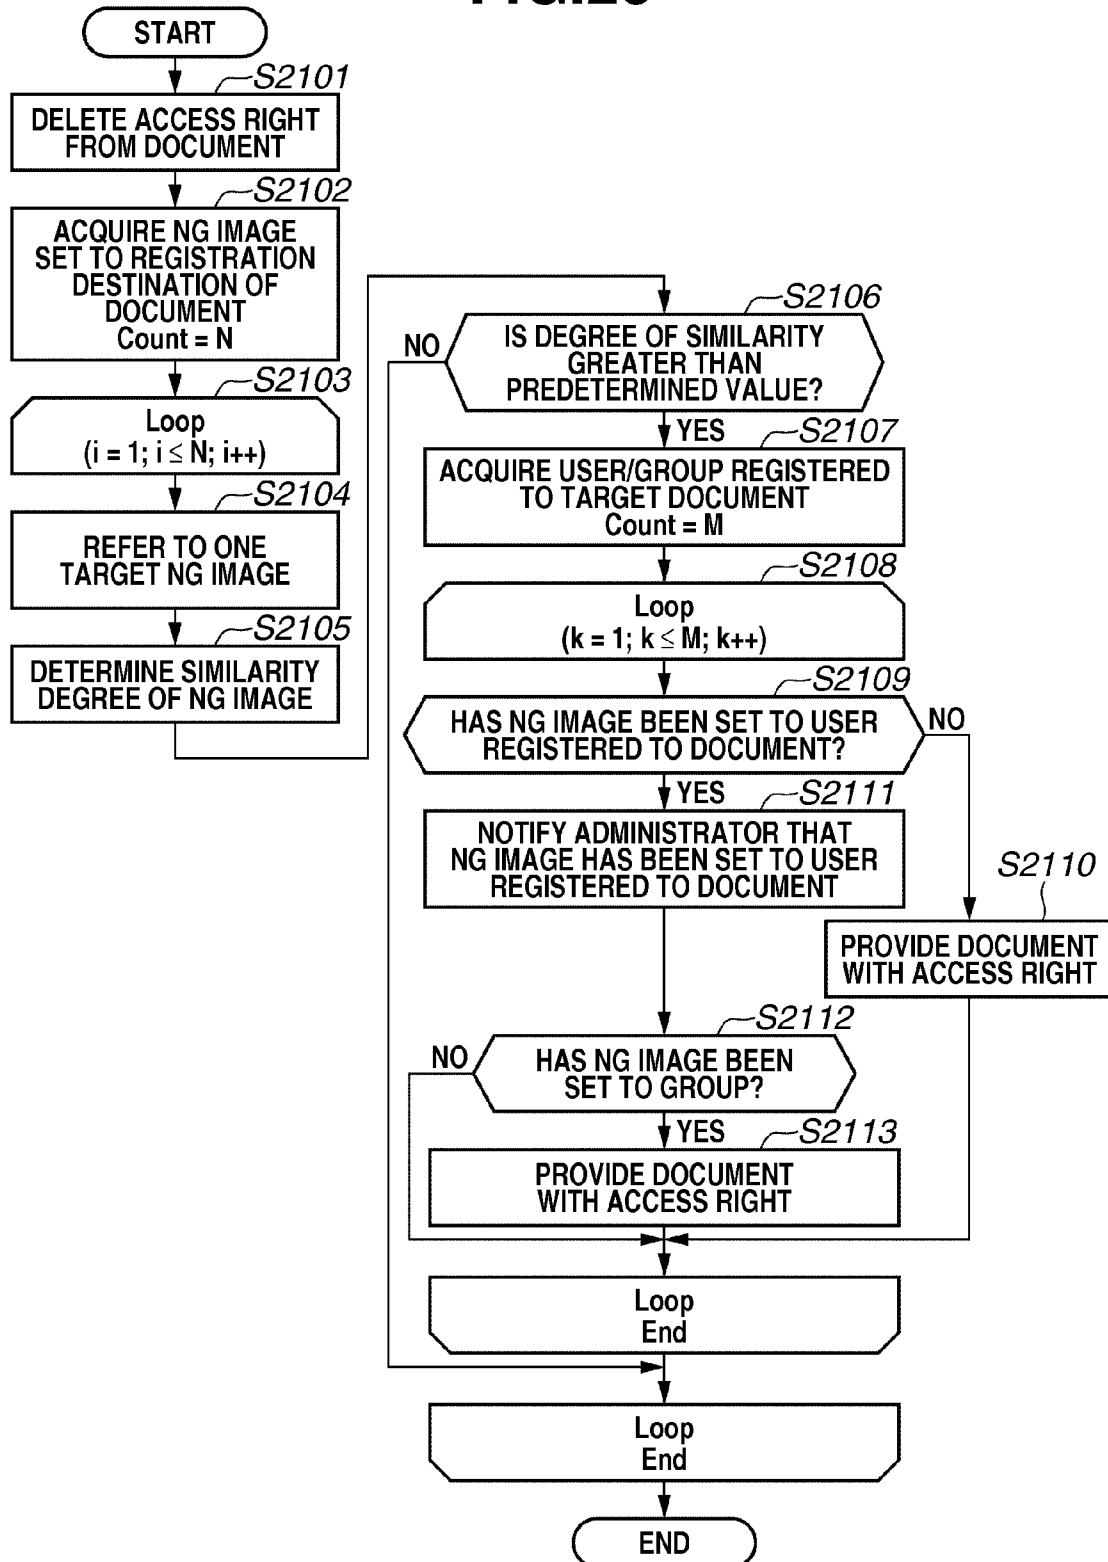 START
S2101
DELETE ACCESS RIGHT
FROM DOCUMENT
S2102
ACQUIRE NG IMAGE
SET TO REGISTRATION
DESTINATION OF
DOCUMENT
Count = N
S2103
Loop
(i = 1; i ≤ N; i++)
S2104
REFER TO ONE
TARGET NG IMAGE
S2105
DETERMINE SIMILARITY
DEGREE OF NG IMAGE
S2106
IS DEGREE OF SIMILARITY
GREATER THAN
PREDETERMINED VALUE?
NO
YES
S2107
ACQUIRE USER/GROUP REGISTERED
TO TARGET DOCUMENT
Count = M
S2108
Loop
(k = 1; k ≤ M; k++)
S2109
HAS NG IMAGE BEEN SET TO USER
REGISTERED TO DOCUMENT?
NO
YES
S2111
NOTIFY ADMINISTRATOR THAT
NG IMAGE HAS BEEN SET TO USER
REGISTERED TO DOCUMENT
S2110
PROVIDE DOCUMENT
WITH ACCESS RIGHT
S2112
HAS NG IMAGE BEEN
SET TO GROUP?
NO
YES
S2113
PROVIDE DOCUMENT
WITH ACCESS RIGHT
Loop
End
Loop
End
END